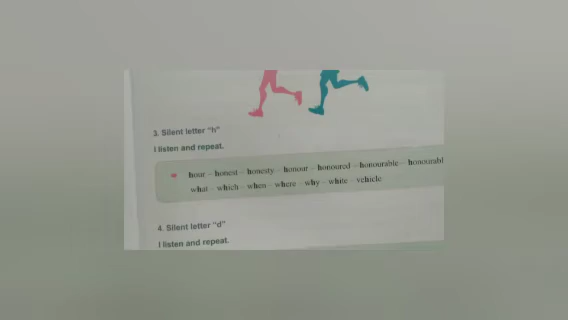 3. Silent letter "h"
I listen and repeat.
hour – honest – honesty – honour – honoured – honourable – honourabl
what – which – when – where – why – white – vehicle
4. Silent letter "d"
I listen and repeat.